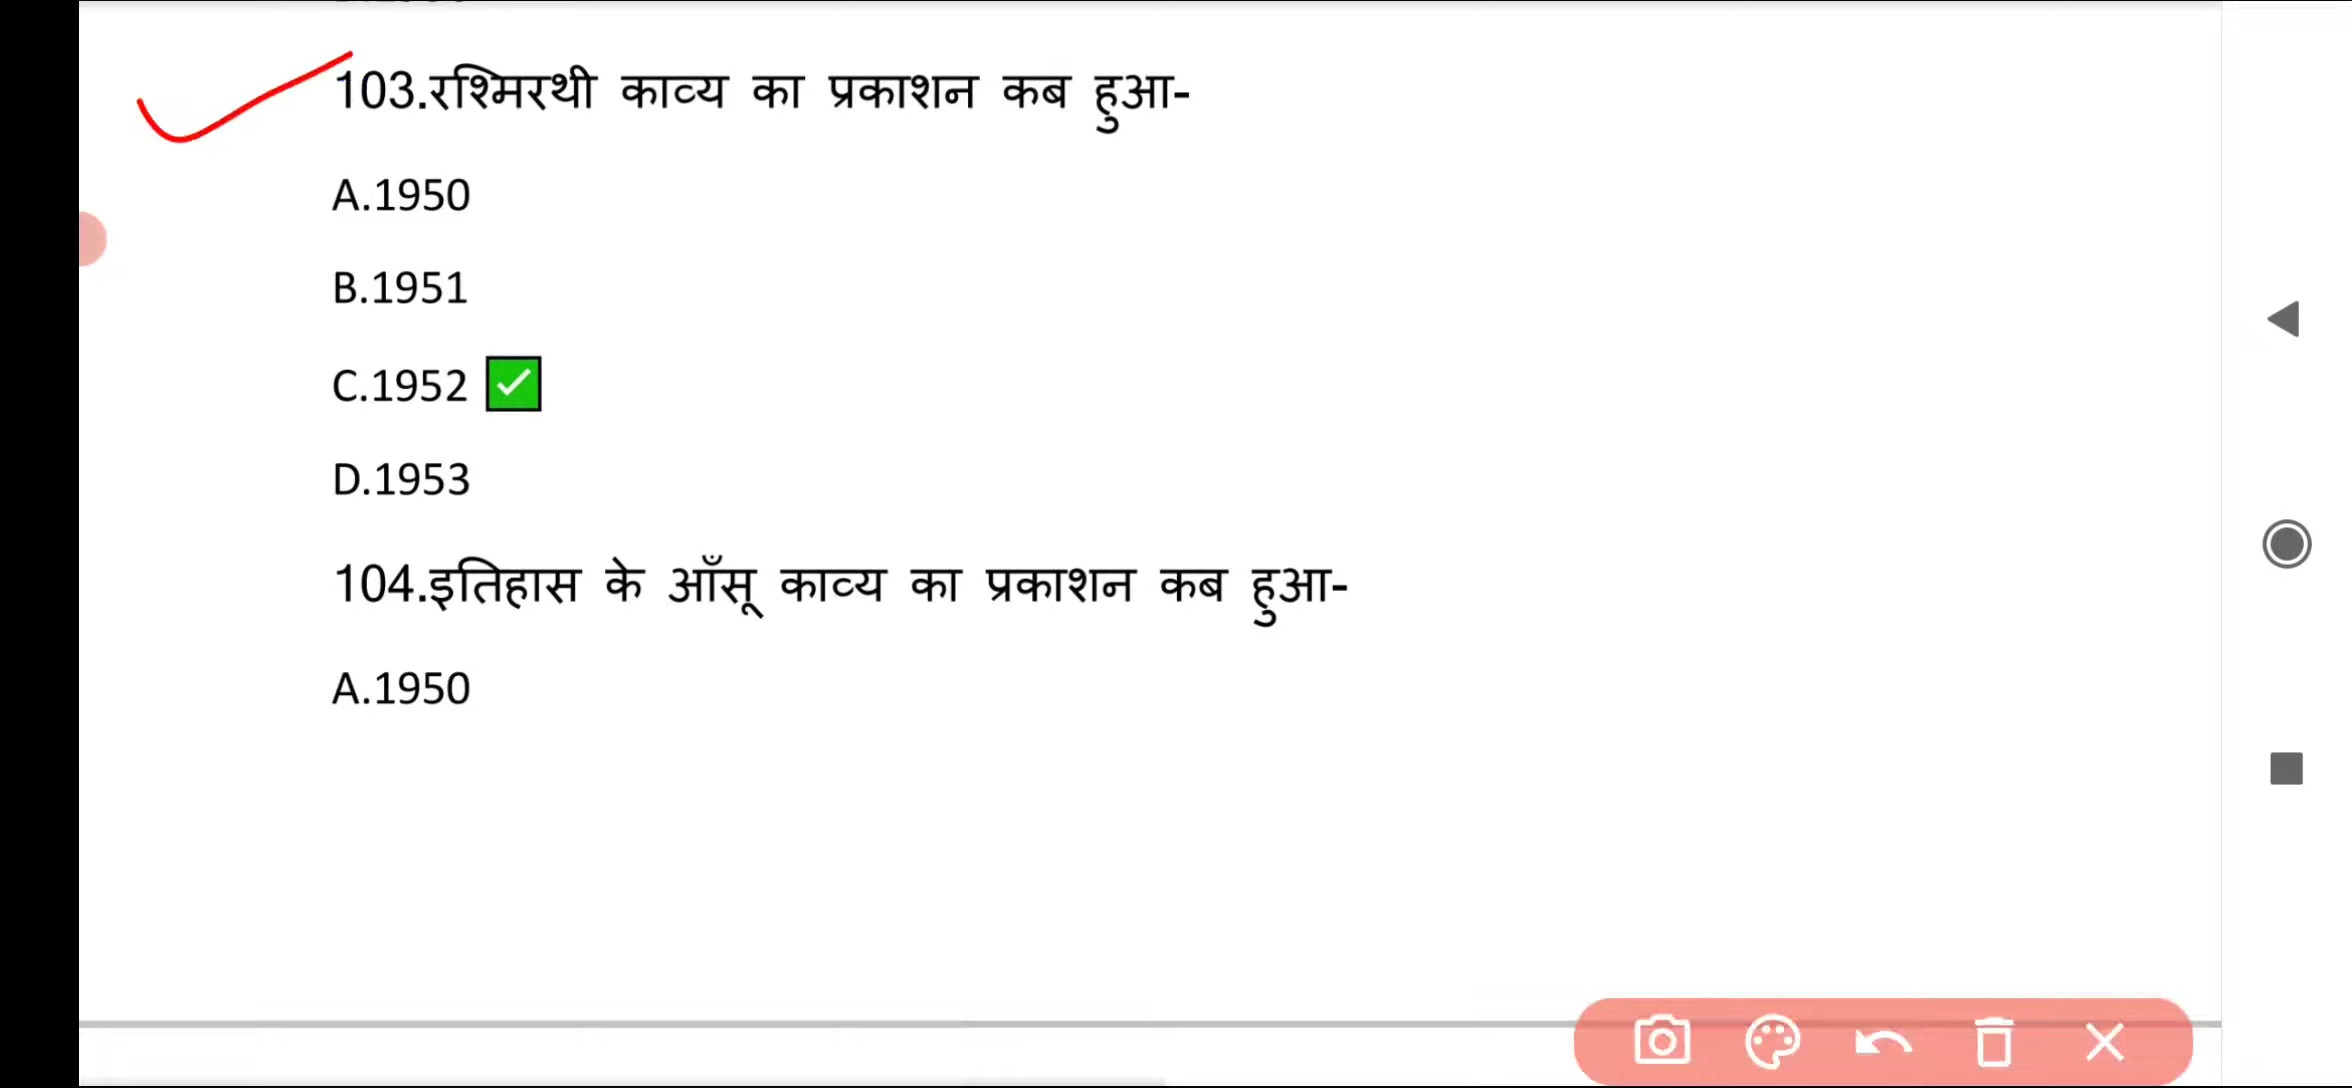 103.रश्मिरथी काव्य का प्रकाशन कब हुआ-
A.1950
B.1951
C.1952 ✅
D.1953
104.इतिहास के आँसू काव्य का प्रकाशन कब हुआ-
A.1950